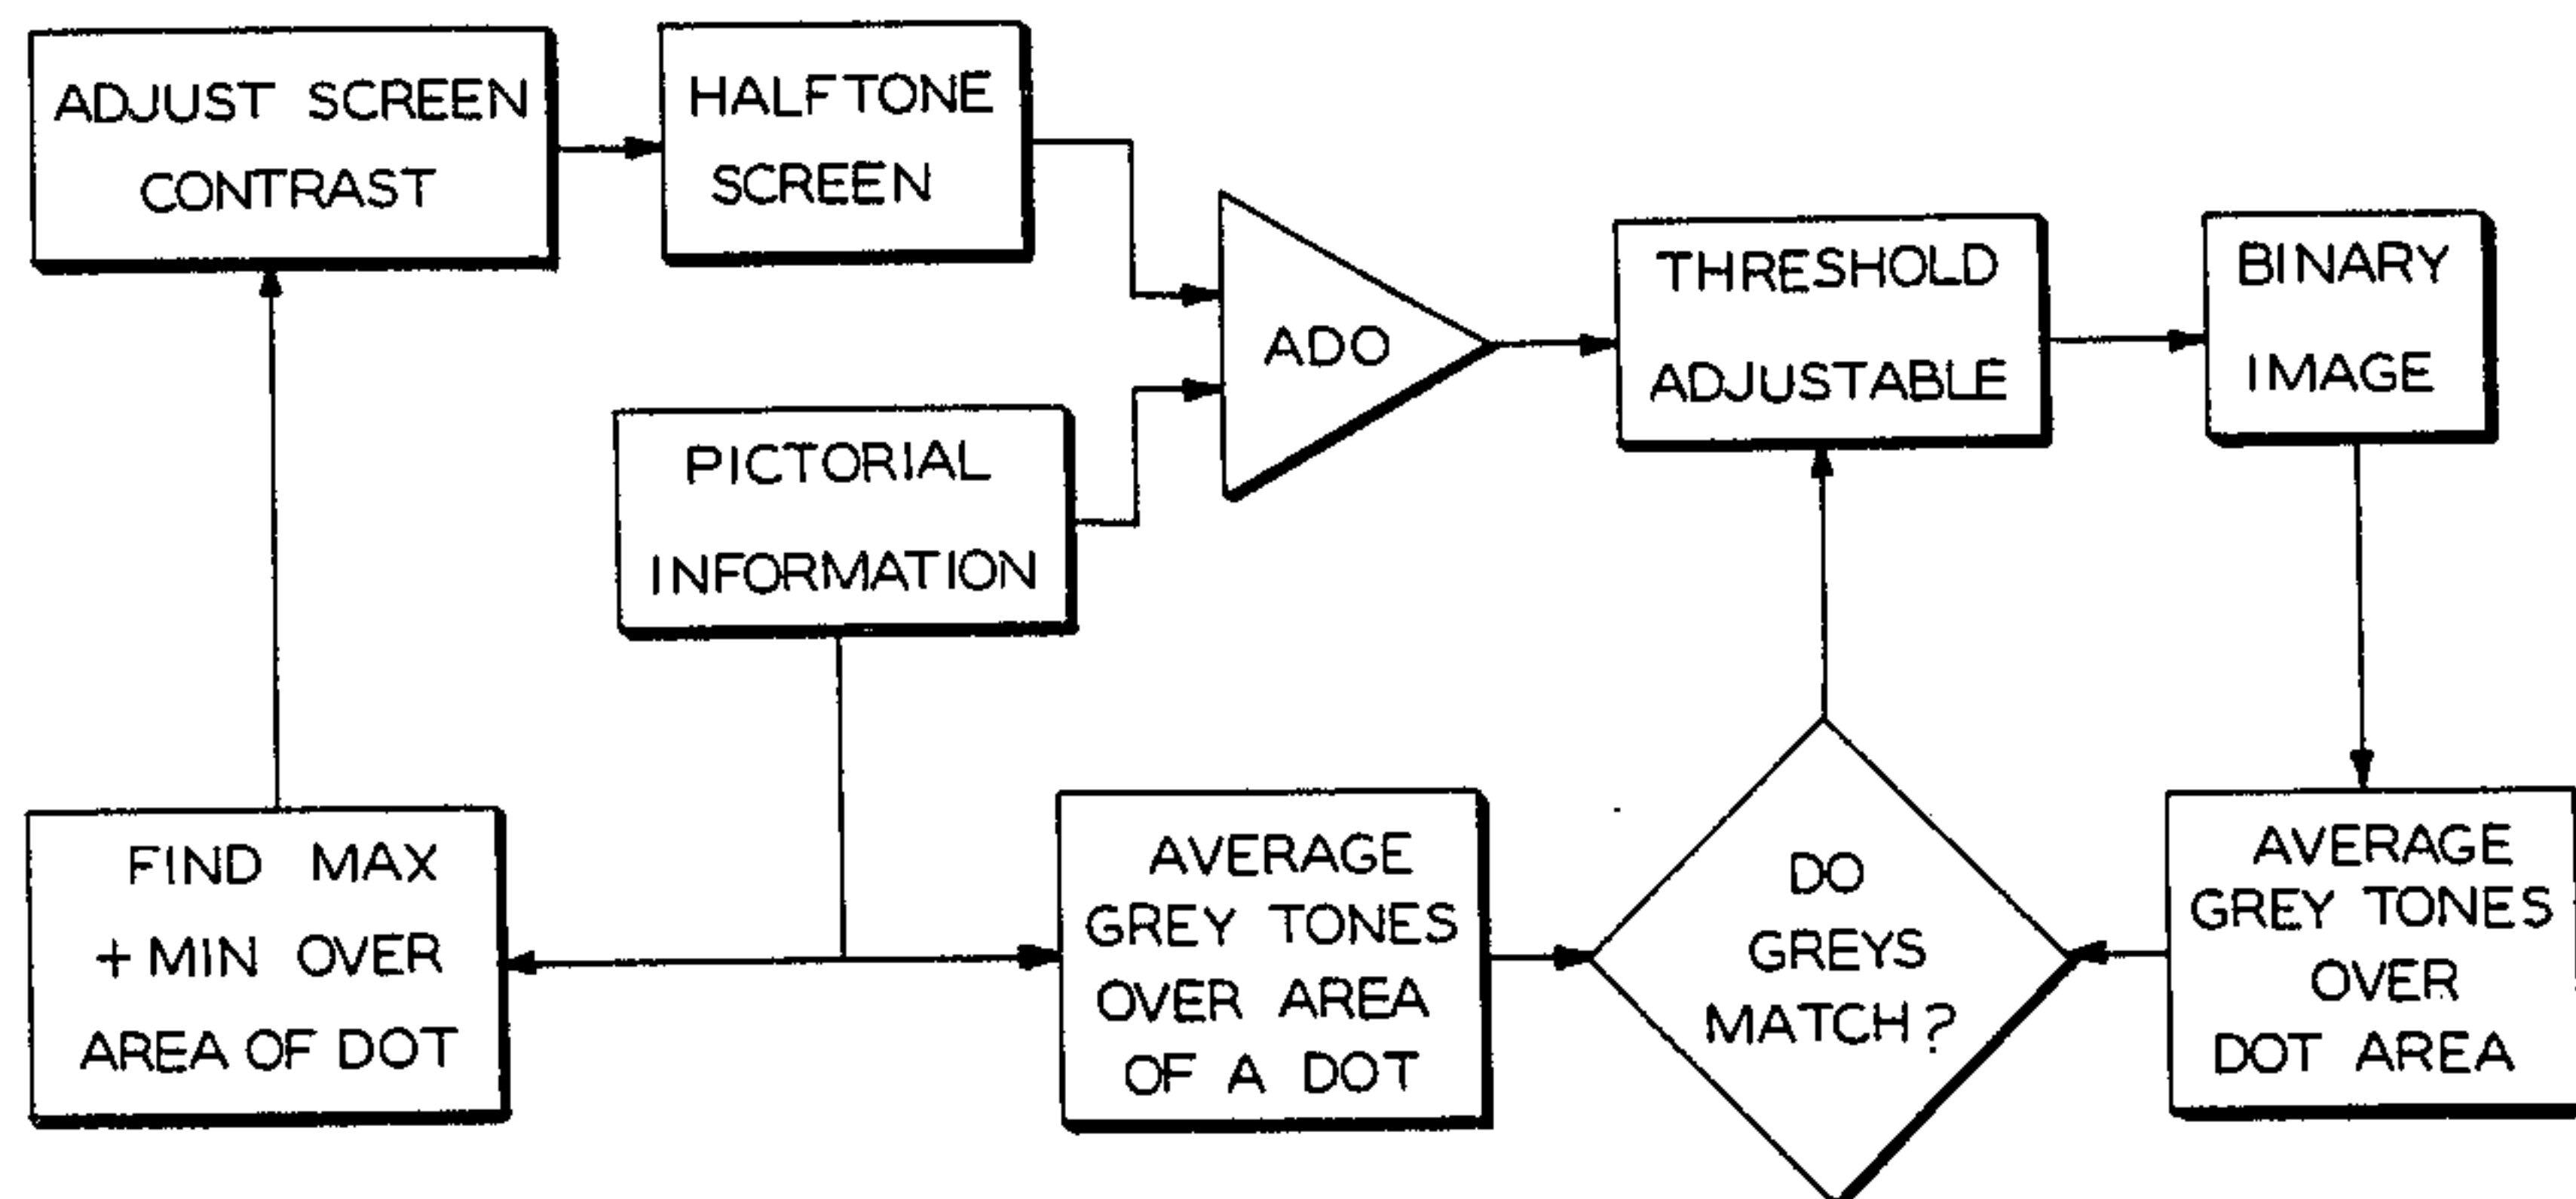 ADJUST SCREEN
CONTRAST
HALFTONE
SCREEN
PICTORIAL
INFORMATION
ADO
THRESHOLD
ADJUSTABLE
BINARY
IMAGE
FIND MAX
+ MIN OVER
AREA OF DOT
AVERAGE
GREY TONES
OVER AREA
OF A DOT
DO
GREYS
MATCH?
AVERAGE
GREY TONES
OVER
DOT AREA